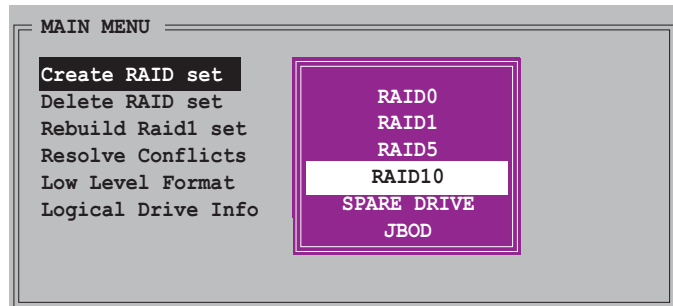 MAIN MENU
Create RAID set
Delete RAID set
Rebuild Raid1 set
Resolve Conflicts
Low Level Format
Logical Drive Info
RAID0
RAID1
RAID5
RAID10
SPARE DRIVE
JBOD